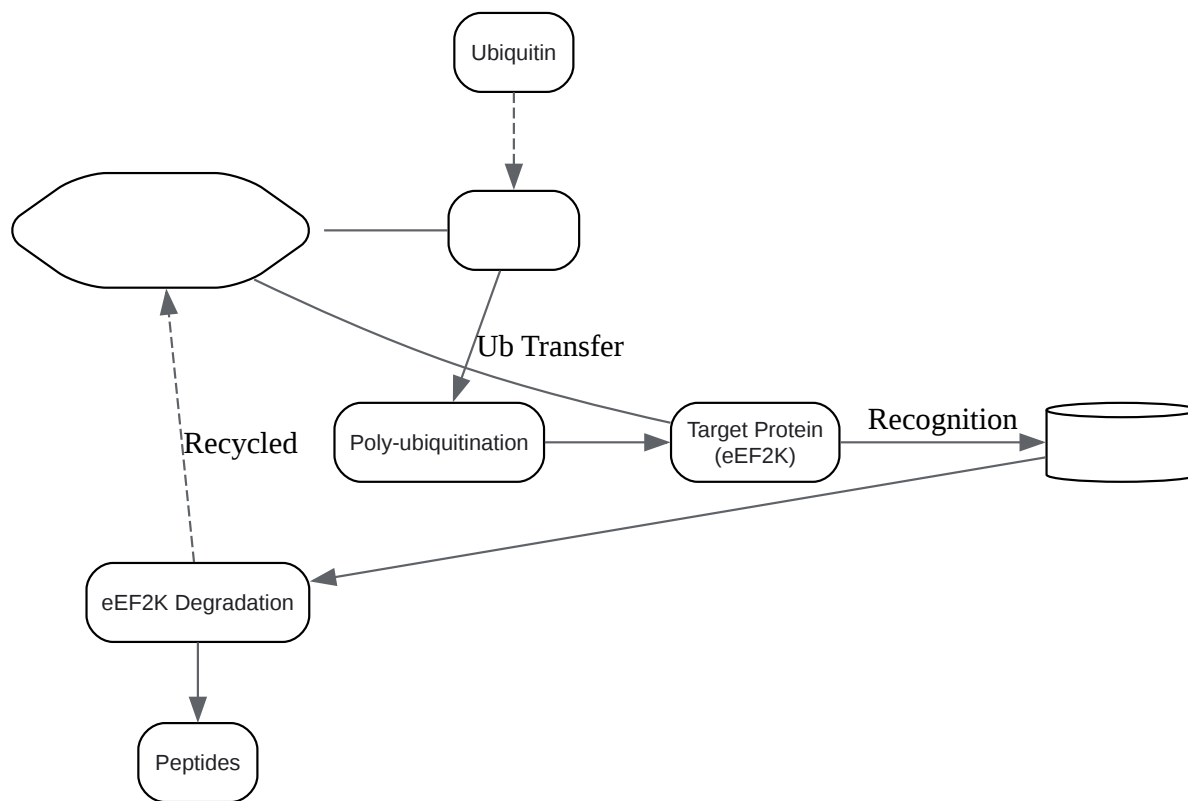 Ubiquitin
Ub Transfer
Poly-ubiquitination
Target Protein
(eEF2K)
Recognition
Recycled
eEF2K Degradation
Peptides